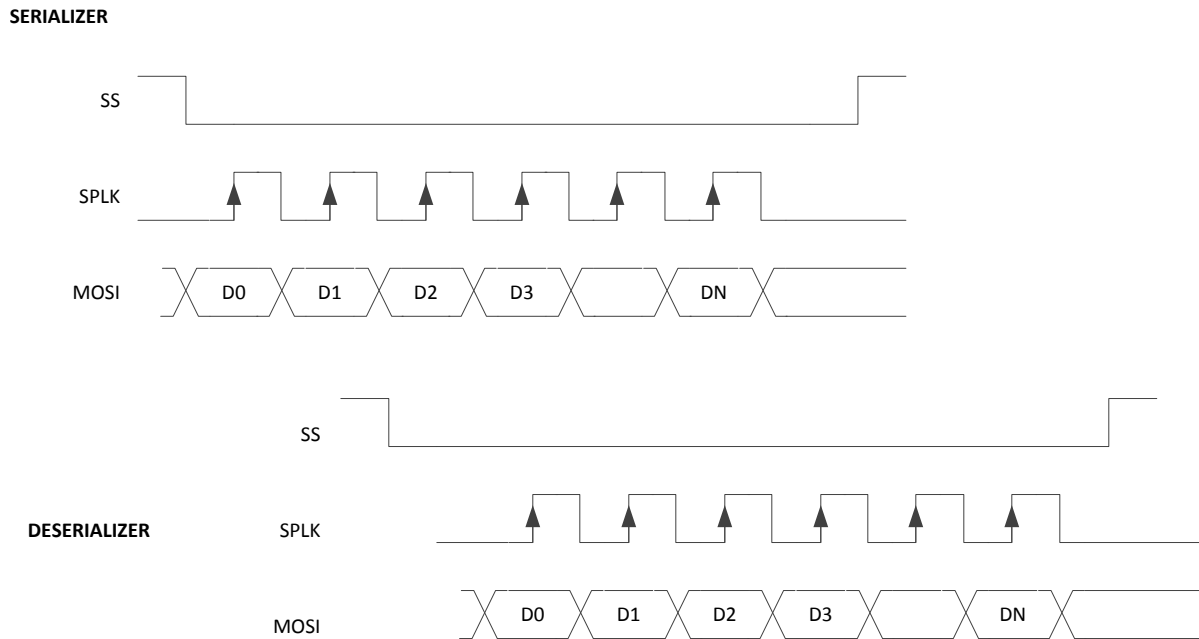 SERIALIZER
SS
SPLK
MOSI
D0 D1 D2 D3 DN
SS
DESERIALIZER
SPLK
MOSI
D0 D1 D2 D3 DN